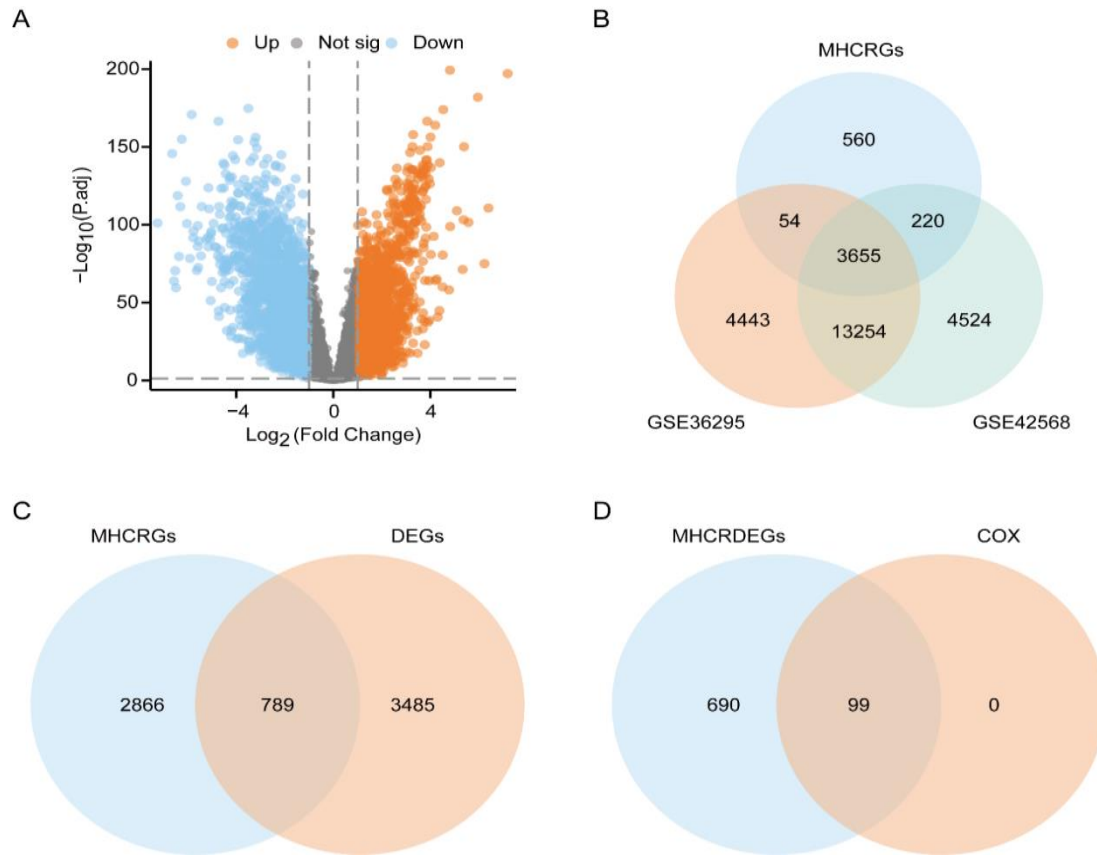 A
Up Not sig Down
200
150
100
50
0
−Log10(P.adj)
−4 0 4
Log2(Fold Change)
B
MHCRGs
560
54 220
3655
4443 13254 4524
GSE36295 GSE42568
C
MHCRGs DEGs
2866 789 3485
D
MHCRDEGs COX
690 99 0